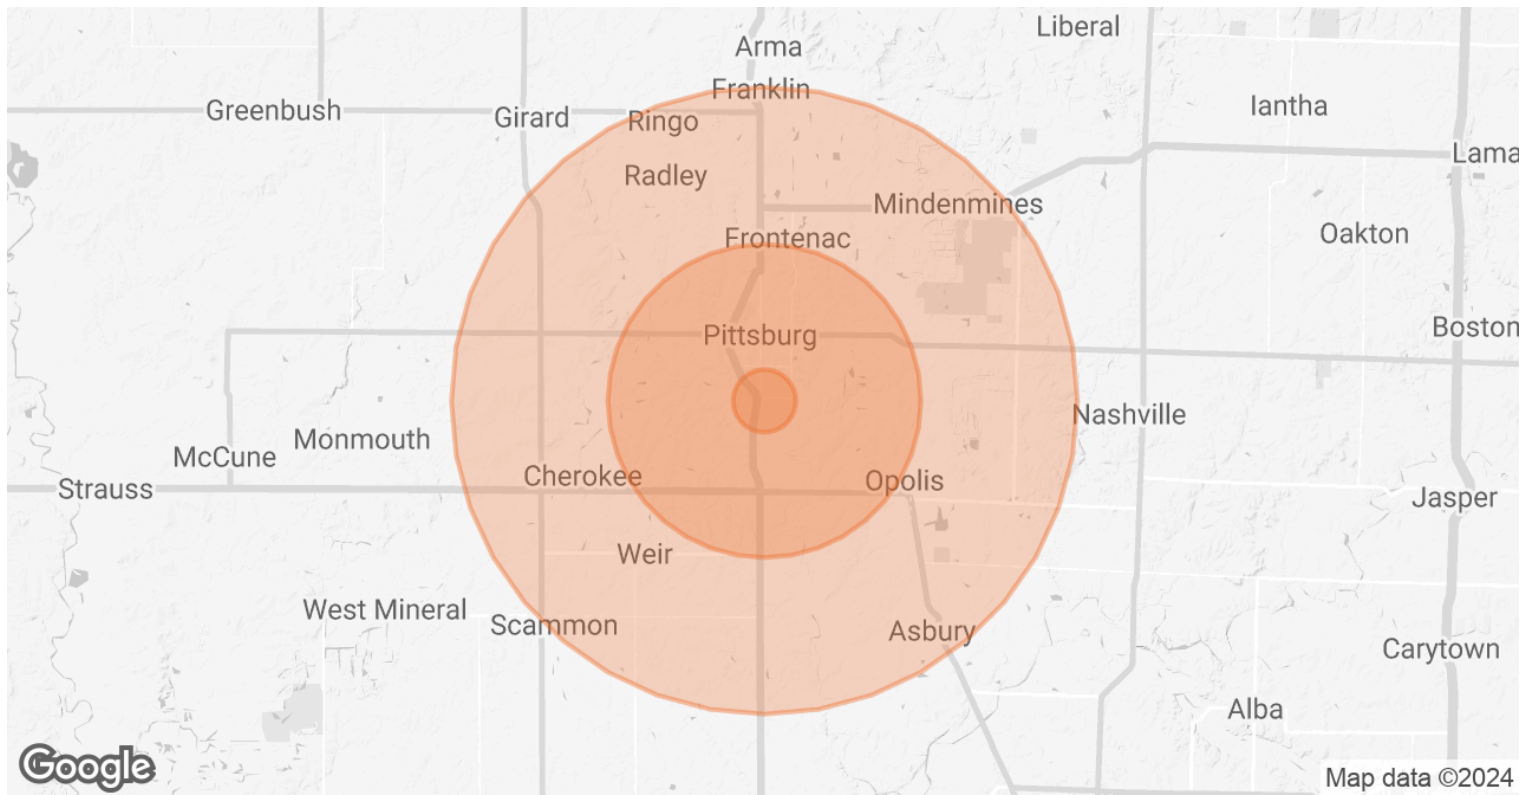 Liberal
Arma
Franklin
Greenbush
Girard
Ringo
Iantha
Lama
Radley
Mindenmines
Oakton
Frontenac
Boston
Pittsburg
Nashville
Monmouth
McCune
Cherokee
Opolis
Strauss
Jasper
Weir
West Mineral
Scammon
Asbury
Carytown
Alba
Google
Map data ©2024